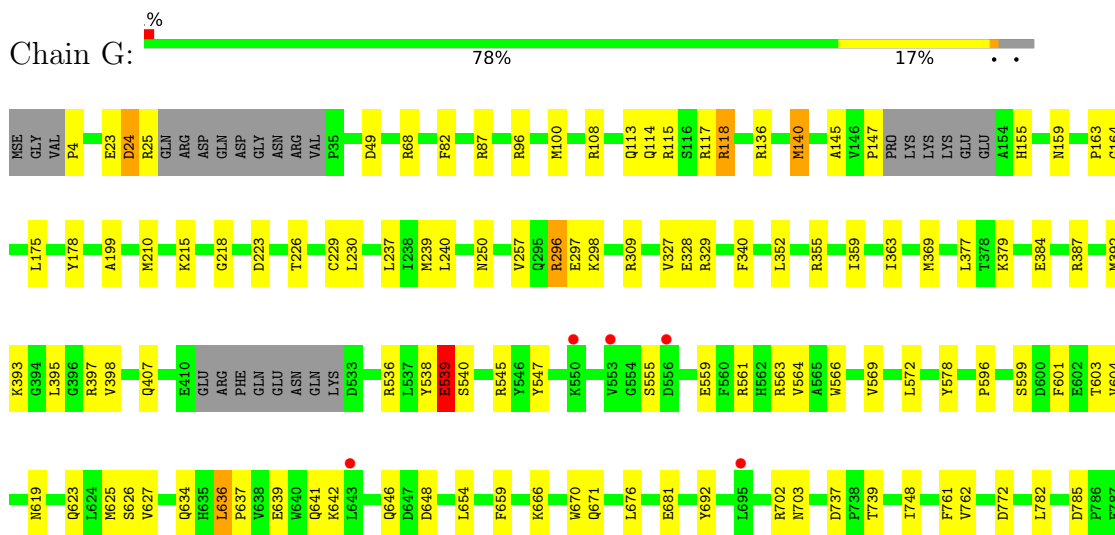 .%
Chain G:
78% 17% • •
MSE GLY VAL P4 E23 D24 R25 GLN ARG ASP GLN ASP GLY ASN ARG VAL P35 D49 R68 F82 R87 R96 M100 R108 Q113 Q114 R115 S116 R117 R118 R136 M140 A145 V146 P147 PRO LYS LYS LYS GLU GLU A154 H155 N159 P163
L175 Y178 A199 M210 K215 G218 D223 T226 C229 L230 L237 I238 M239 L240 N250 V257 Q295 R296 E297 K298 R309 V327 E328 R329 F340 L352 R355 I359 I363 M369 L377 T378 K379 E384 R387
K393 G394 L395 G396 R397 V398 Q407 E410 GLU ARG PHE GLN GLU ASN GLN LYS D533 R536 L537 Y538 E539 S540 R545 Y546 Y547 K550 V553 G554 S555 D556 E559 F560 R561 H562 R563 V564 A565 W566 V569 L572 Y578 P596 S599 D600 F601 E602 T603
N619 Q623 L624 M625 S626 V627 Q634 H635 L636 P637 V638 E639 W640 Q641 K642 L643 Q646 D647 D648 L654 F659 K666 W670 Q671 L676 E681 Y692 L695 R702 N703 D737 P738 T739 I748 F761 V762 D772 L782 D785 P786